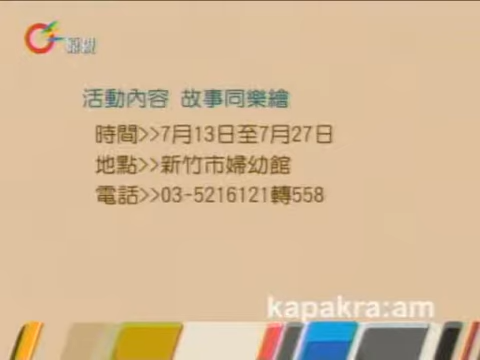 活動內容 故事同樂繪
時間>>7月13日至7月27日
地點>>新竹市婦幼館
電話>>03-5216121轉558
kapakra:am